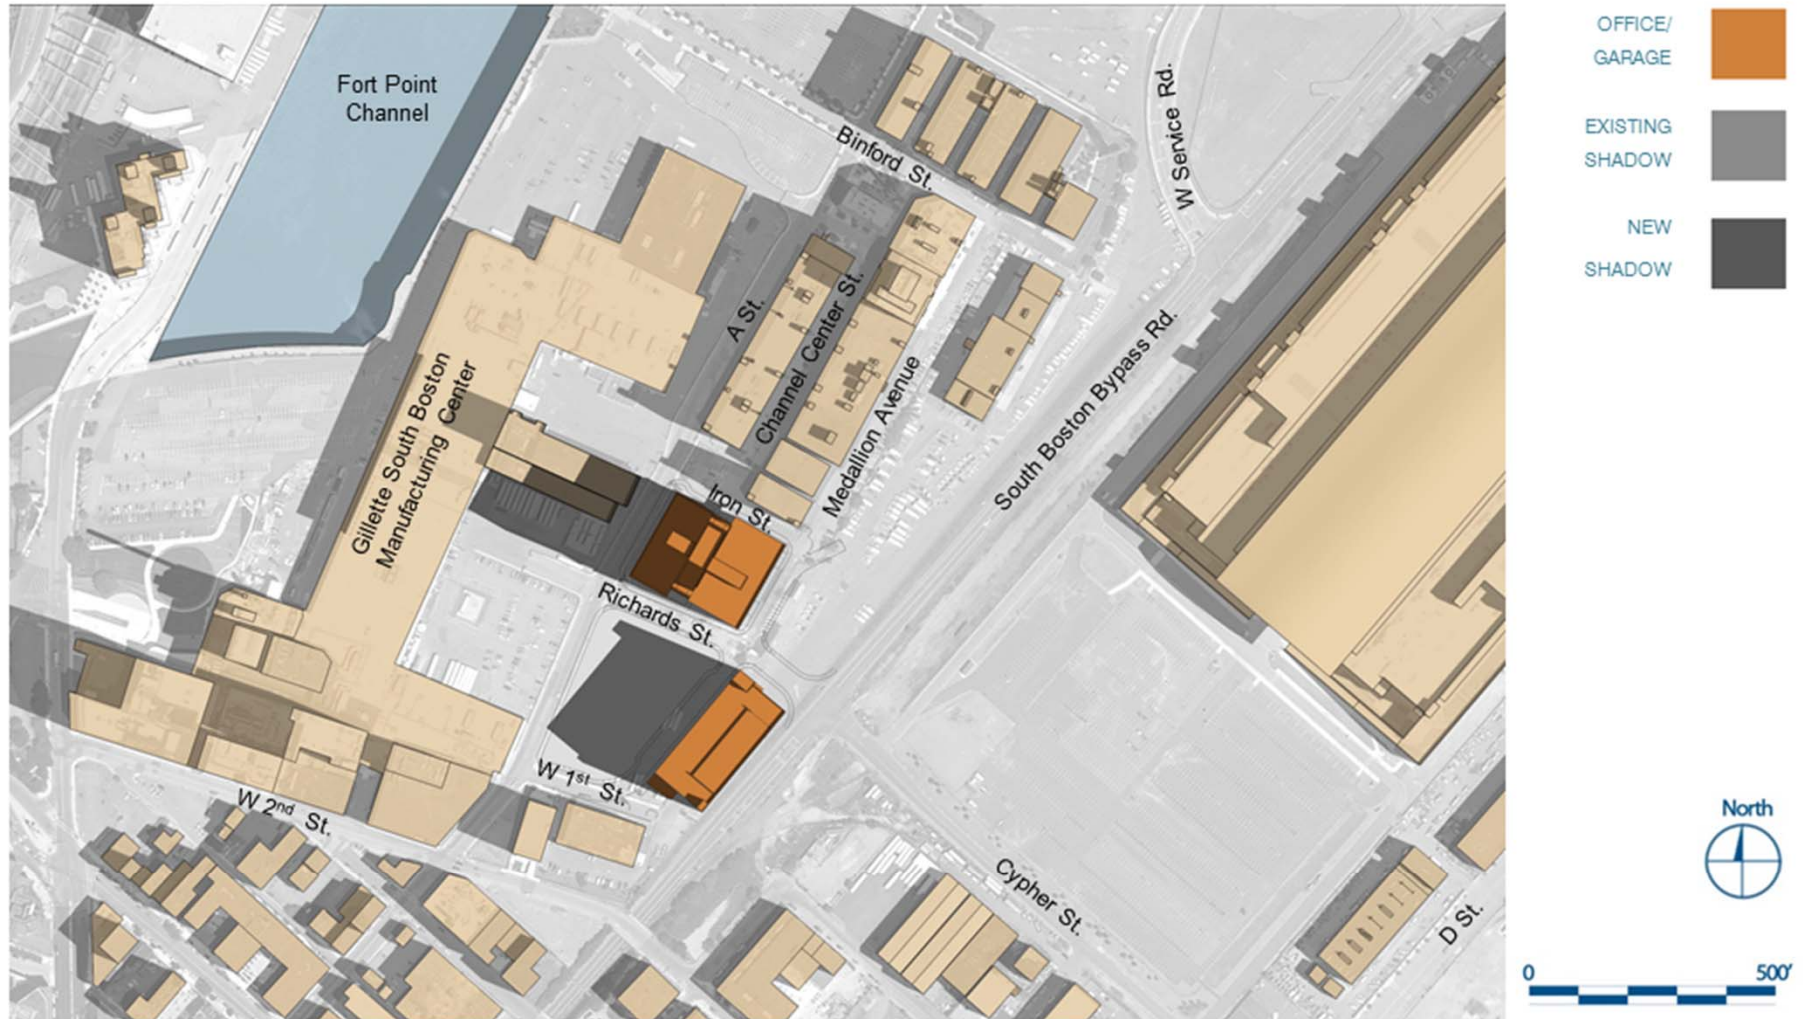 Fort Point
Channel
Binford St.
W Service Rd.
A St.
Channel Center St.
Medallion Avenue
South Boston Bypass Rd.
Gillette South Boston
Manufacturing Center
Iron St.
Richards St.
W 1st St.
W 2nd St.
Cypher St.
D St.
OFFICE/
GARAGE
EXISTING
SHADOW
NEW
SHADOW
North
0 500'